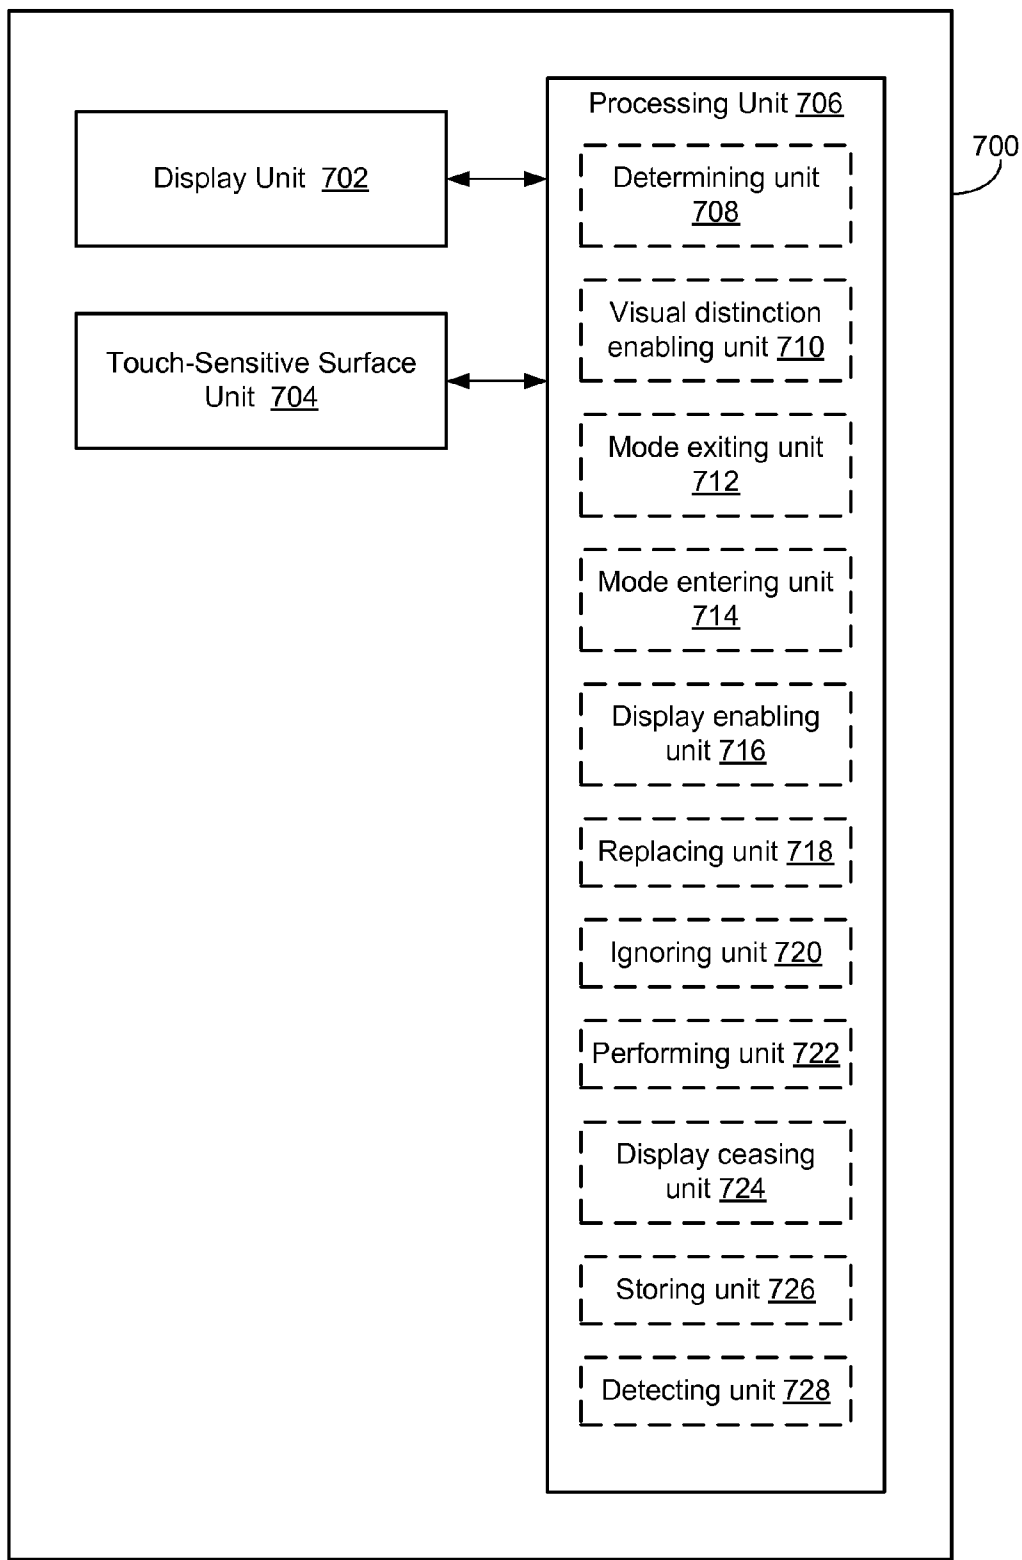 700
Display Unit 702
Touch-Sensitive Surface
Unit 704
Processing Unit 706
Determining unit
708
Visual distinction
enabling unit 710
Mode exiting unit
712
Mode entering unit
714
Display enabling
unit 716
Replacing unit 718
Ignoring unit 720
Performing unit 722
Display ceasing
unit 724
Storing unit 726
Detecting unit 728